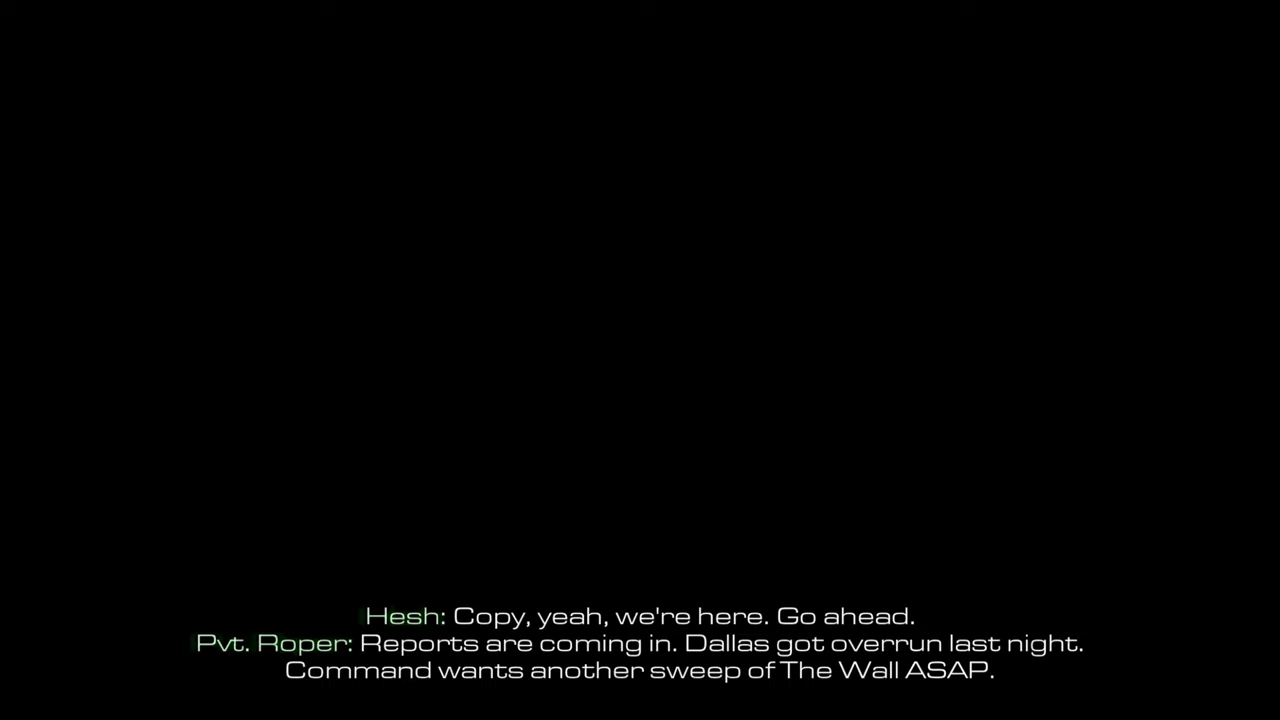 Hesh: Copy, yeah, we're here. Go ahead.
Pvt. Roper: Reports are coming in. Dallas got overrun last night.
Command wants another sweep of The Wall ASAP.